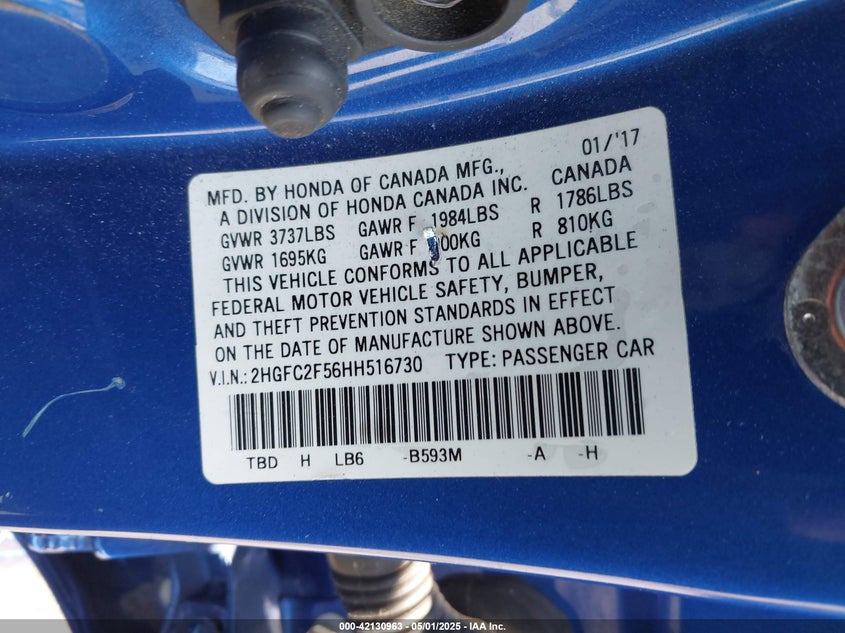 01/'17
MFD. BY HONDA OF CANADA MFG.,
A DIVISION OF HONDA CANADA INC. CANADA
GVWR 3737LBS GAWR F 1984LBS R 1786LBS
GVWR 1695KG GAWR F 00KG R 810KG
THIS VEHICLE CONFORMS TO ALL APPLICABLE
FEDERAL MOTOR VEHICLE SAFETY, BUMPER,
AND THEFT PREVENTION STANDARDS IN EFFECT
ON THE DATE OF MANUFACTURE SHOWN ABOVE.
V.I.N.: 2HGFC2F56HH516730 TYPE: PASSENGER CAR
TBD H LB6 -B593M -A -H
000-42130963 - 05/01/2025 - IAA Inc.